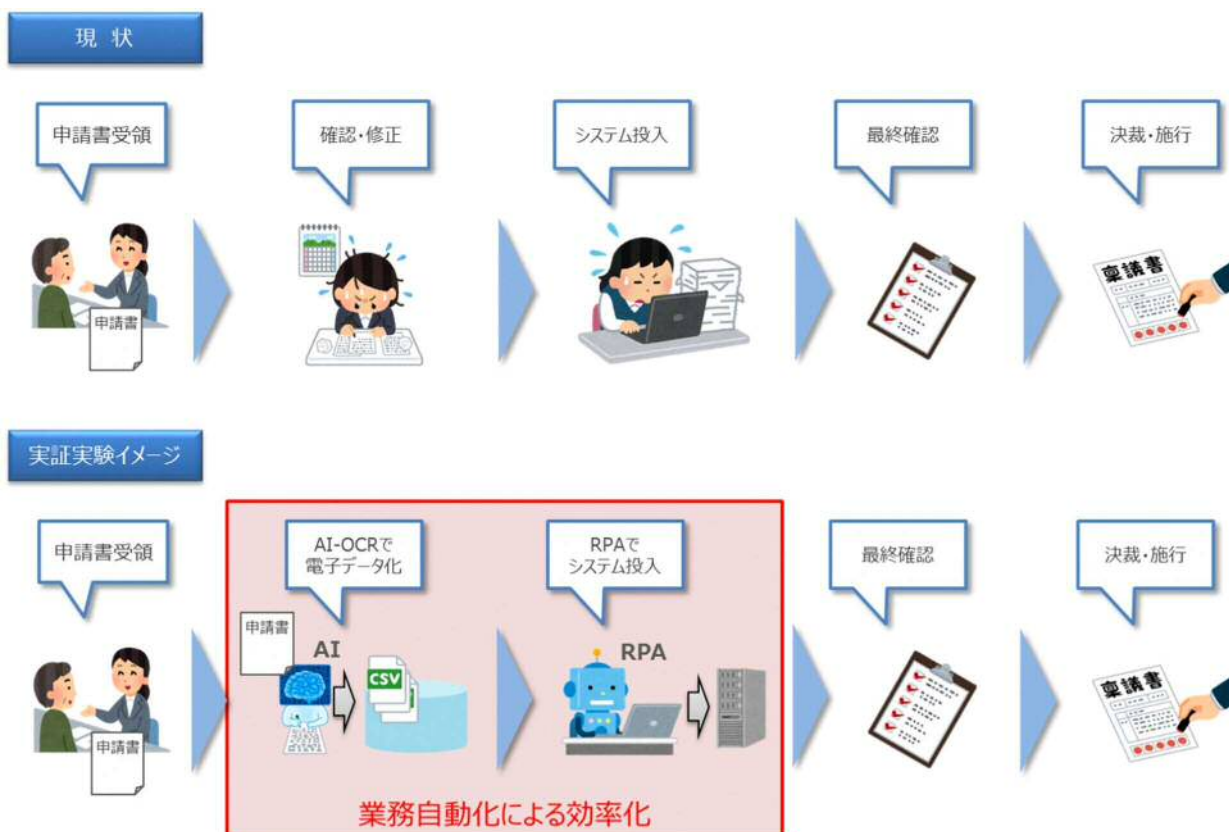 現 状
申請書受領
確認・修正
システム投入
最終確認
決裁・施行
申請書
稟議書
実証実験イメージ
申請書受領
AI-OCRで
電子データ化
RPAで
システム投入
最終確認
決裁・施行
申請書
申請書
AI
CSV
RPA
稟議書
業務自動化による効率化